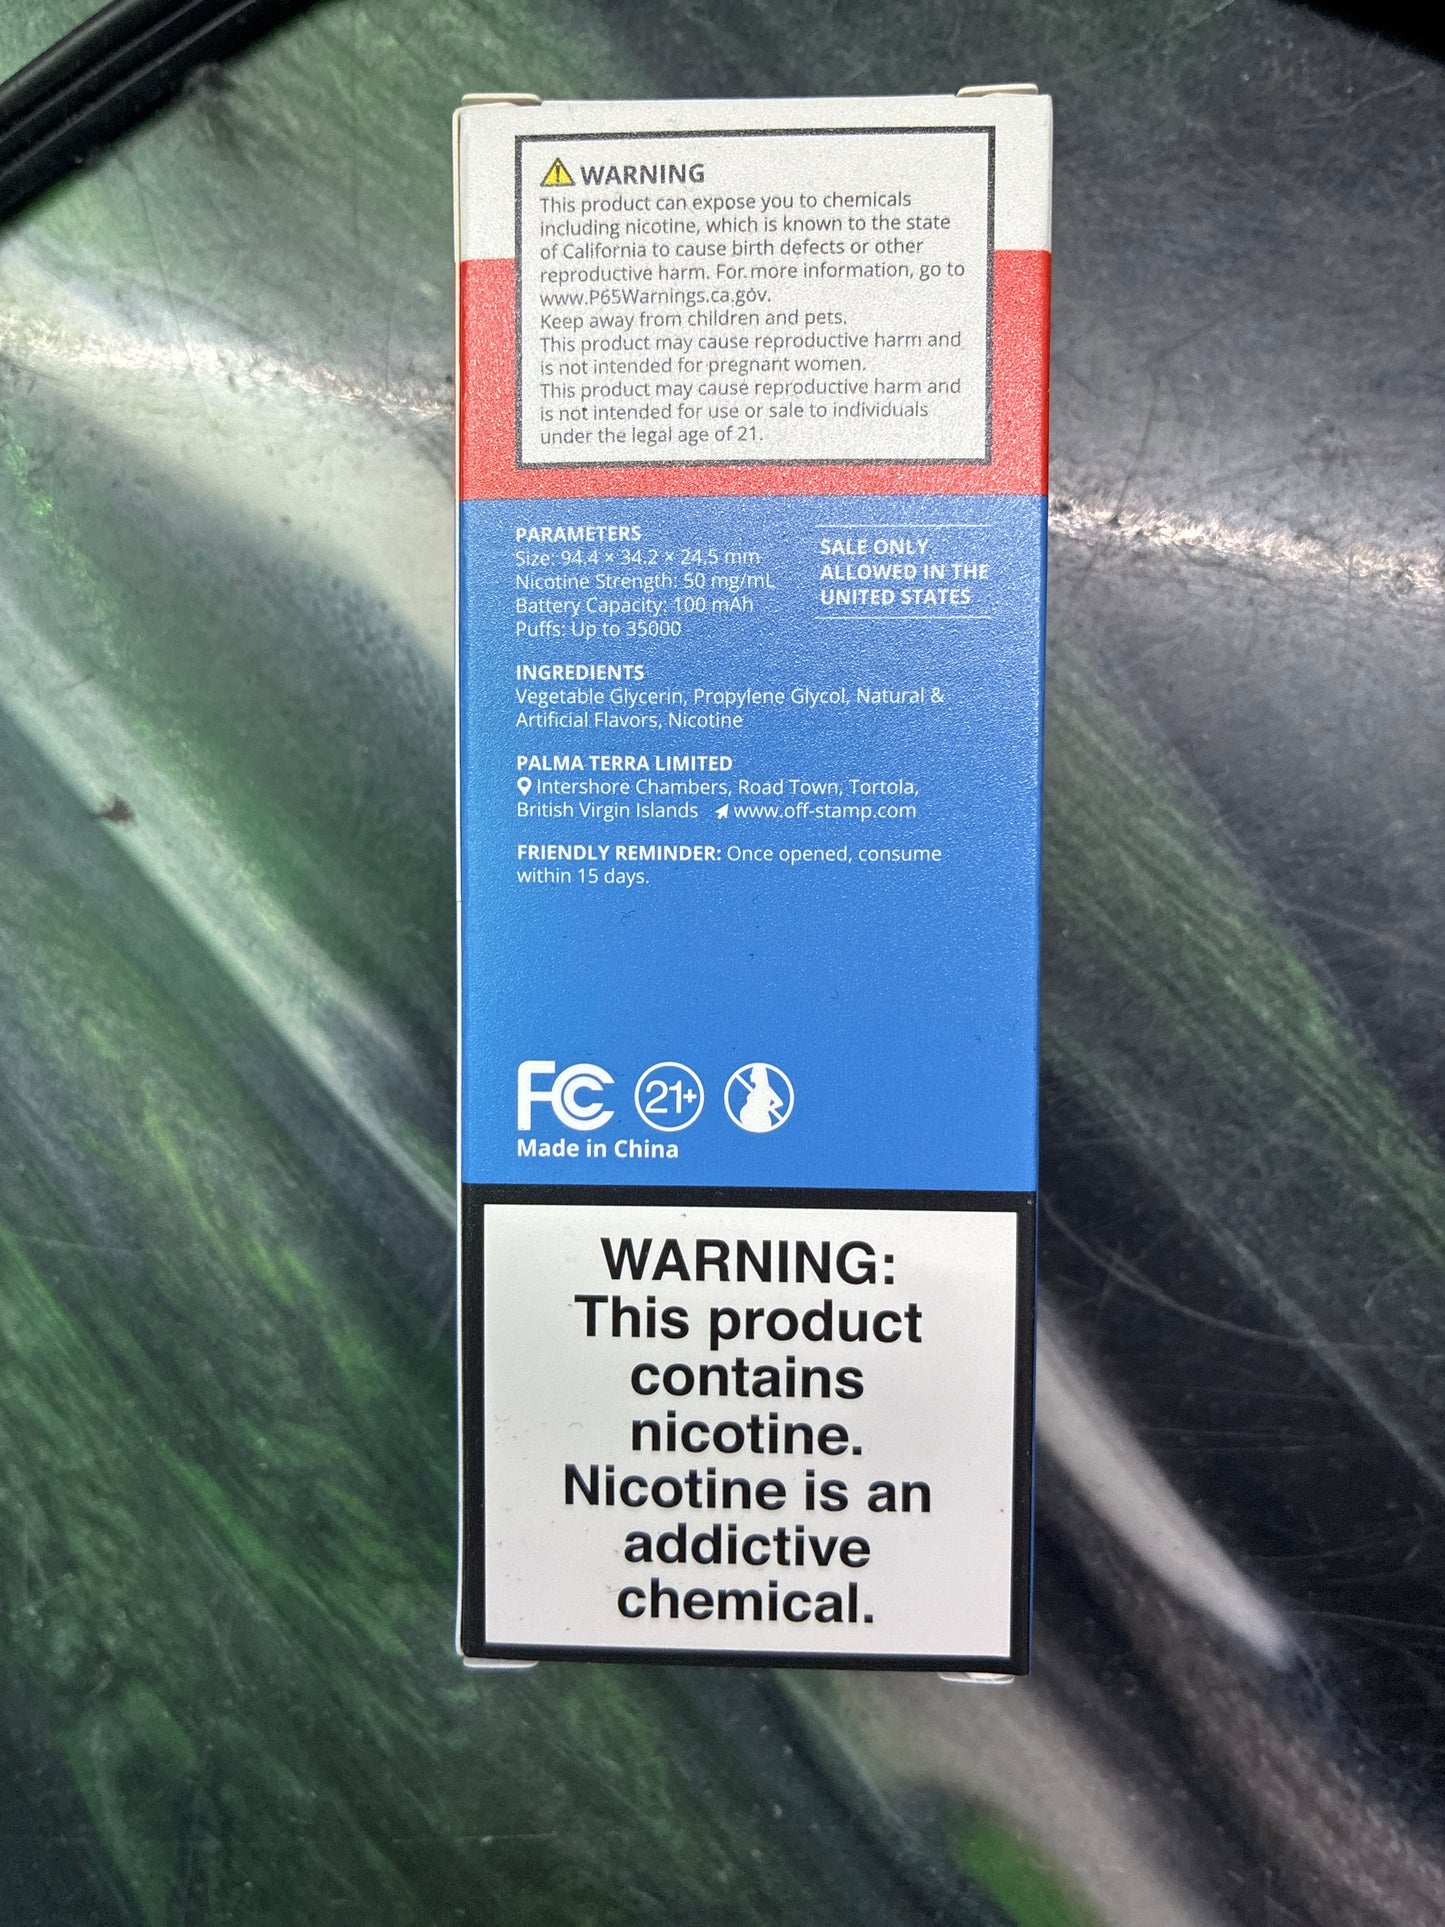 WARNING
This product can expose you to chemicals
including nicotine, which is known to the state
of California to cause birth defects or other
reproductive harm. For more information, go to
www.P65Warnings.ca.gov.
Keep away from children and pets.
This product may cause reproductive harm and
is not intended for pregnant women.
This product may cause reproductive harm and
is not intended for use or sale to individuals
under the legal age of 21.
PARAMETERS
Size: 94.4 × 34.2 × 24.5 mm
Nicotine Strength: 50 mg/mL
Battery Capacity: 100 mAh
Puffs: Up to 35000
SALE ONLY
ALLOWED IN THE
UNITED STATES
INGREDIENTS
Vegetable Glycerin, Propylene Glycol, Natural &
Artificial Flavors, Nicotine
PALMA TERRA LIMITED
Intershore Chambers, Road Town, Tortola,
British Virgin Islands www.off-stamp.com
FRIENDLY REMINDER: Once opened, consume
within 15 days.
FC 21+
Made in China
WARNING:
This product
contains
nicotine.
Nicotine is an
addictive
chemical.